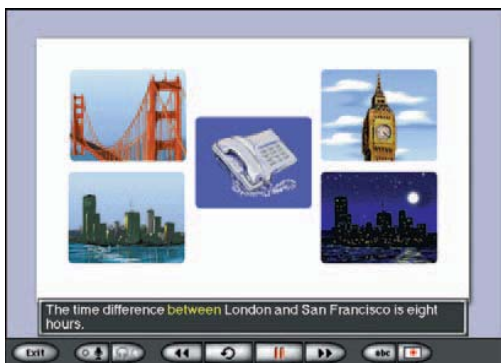 The time difference between London and San Francisco is eight
hours.
Exit
abc